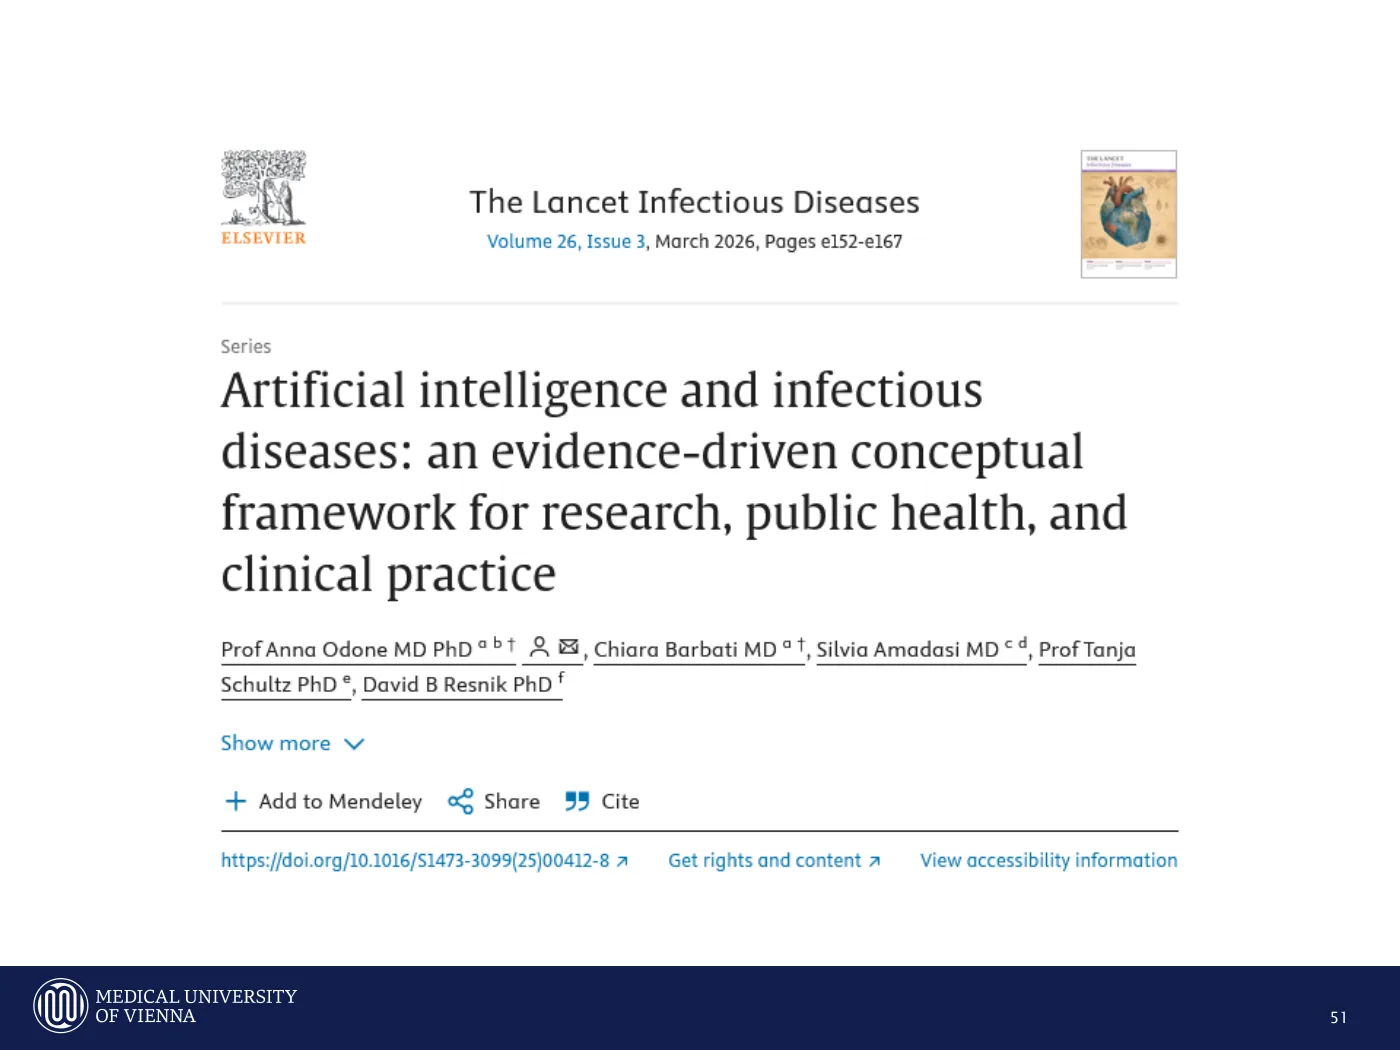 ELSEVIER
The Lancet Infectious Diseases
Volume 26, Issue 3, March 2026, Pages e152-e167
THE LANCET
Infectious Diseases
Series
Artificial intelligence and infectious
diseases: an evidence-driven conceptual
framework for research, public health, and
clinical practice
Prof Anna Odone MD PhD a b †, Chiara Barbati MD a †, Silvia Amadasi MD c d, Prof Tanja
Schultz PhD e, David B Resnik PhD f
Show more
Add to Mendeley Share Cite
https://doi.org/10.1016/S1473-3099(25)00412-8 Get rights and content View accessibility information
MEDICAL UNIVERSITY
OF VIENNA
51